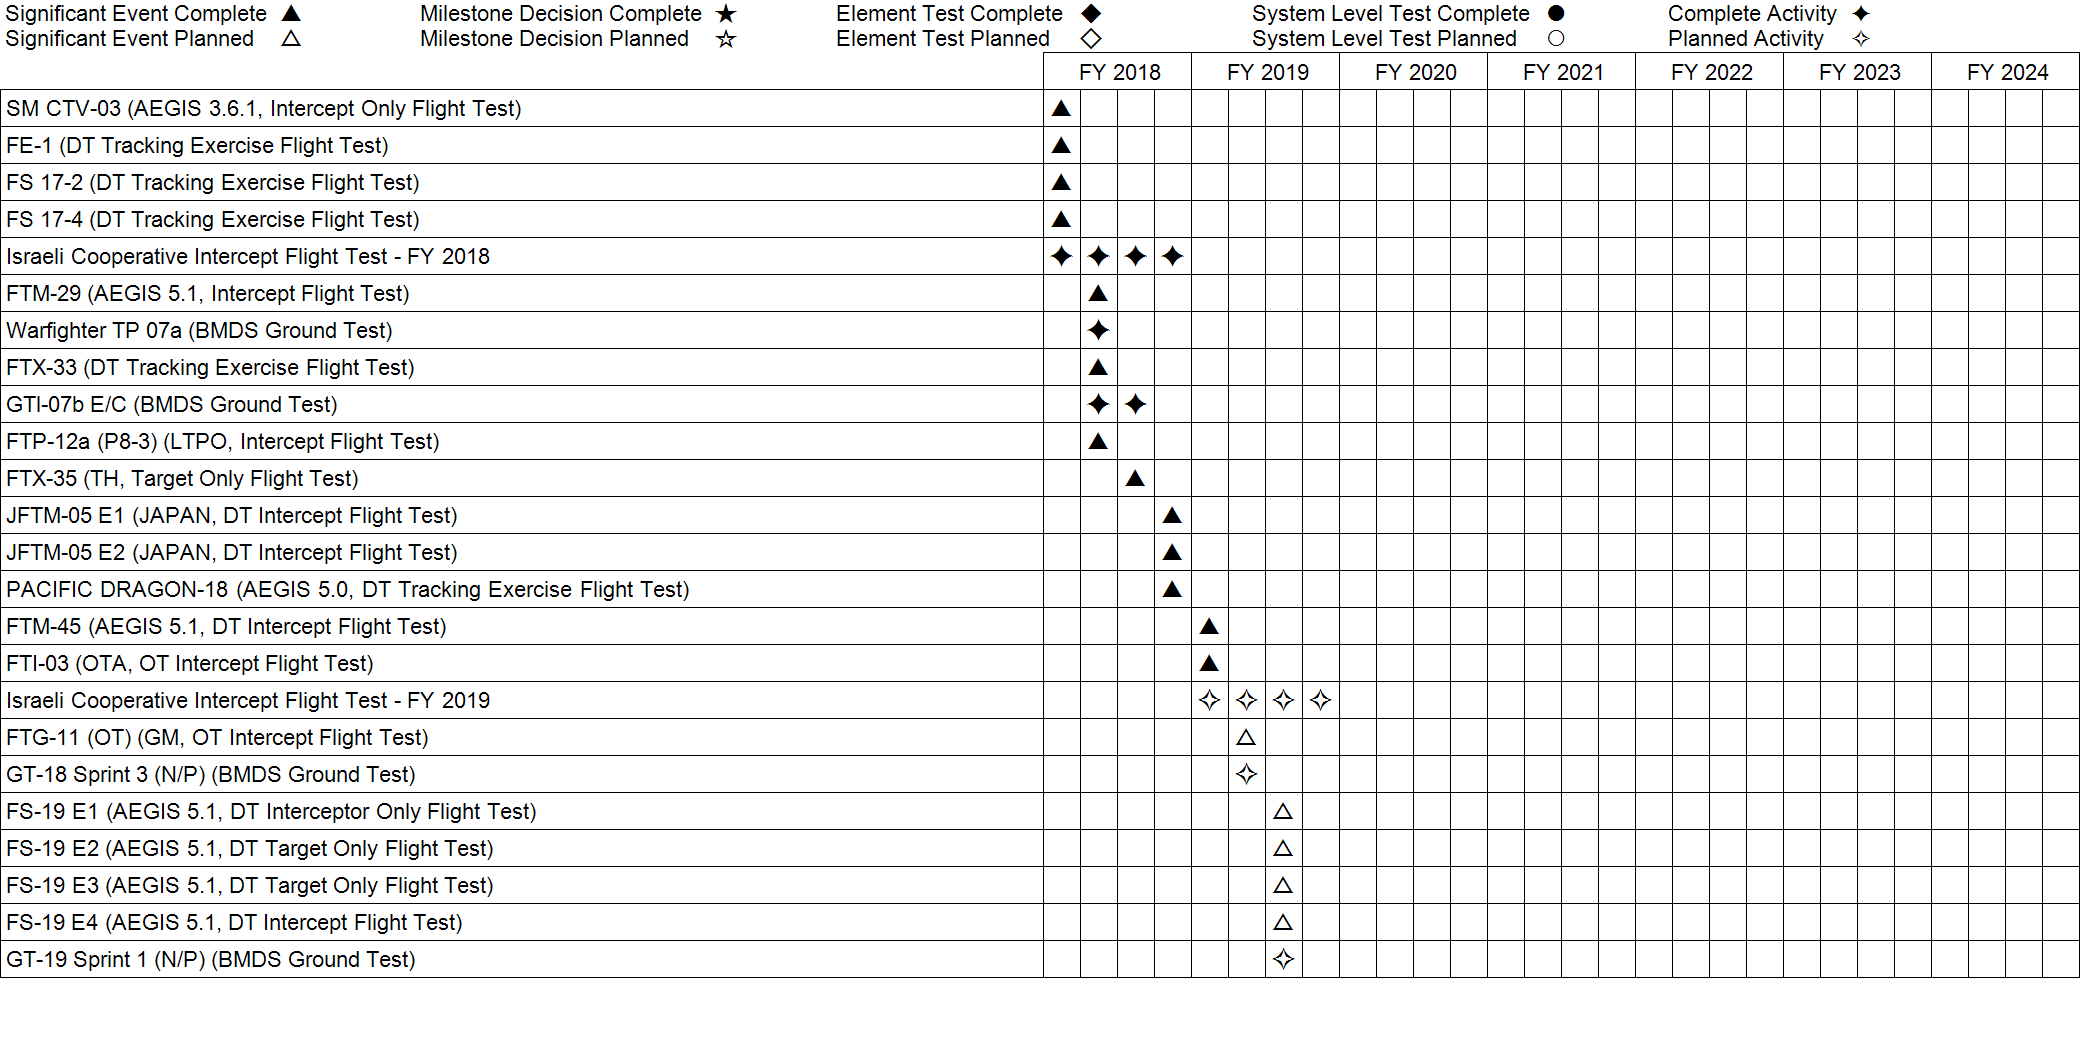 Significant Event Complete ▲ Milestone Decision Complete ★ Element Test Complete ◆ System Level Test Complete ● Complete Activity ✦
Significant Event Planned △ Milestone Decision Planned ☆ Element Test Planned ◇ System Level Test Planned ○ Planned Activity ✧
FY 2018 FY 2019 FY 2020 FY 2021 FY 2022 FY 2023 FY 2024
SM CTV-03 (AEGIS 3.6.1, Intercept Only Flight Test) ▲
FE-1 (DT Tracking Exercise Flight Test) ▲
FS 17-2 (DT Tracking Exercise Flight Test) ▲
FS 17-4 (DT Tracking Exercise Flight Test) ▲
Israeli Cooperative Intercept Flight Test - FY 2018 ✦ ✦ ✦ ✦
FTM-29 (AEGIS 5.1, Intercept Flight Test) ▲
Warfighter TP 07a (BMDS Ground Test) ✦
FTX-33 (DT Tracking Exercise Flight Test) ▲
GTI-07b E/C (BMDS Ground Test) ✦ ✦
FTP-12a (P8-3) (LTPO, Intercept Flight Test) ▲
FTX-35 (TH, Target Only Flight Test) ▲
JFTM-05 E1 (JAPAN, DT Intercept Flight Test) ▲
JFTM-05 E2 (JAPAN, DT Intercept Flight Test) ▲
PACIFIC DRAGON-18 (AEGIS 5.0, DT Tracking Exercise Flight Test) ▲
FTM-45 (AEGIS 5.1, DT Intercept Flight Test) ▲
FTI-03 (OTA, OT Intercept Flight Test) ▲
Israeli Cooperative Intercept Flight Test - FY 2019 ✧ ✧ ✧ ✧
FTG-11 (OT) (GM, OT Intercept Flight Test) △
GT-18 Sprint 3 (N/P) (BMDS Ground Test) ✧
FS-19 E1 (AEGIS 5.1, DT Interceptor Only Flight Test) △
FS-19 E2 (AEGIS 5.1, DT Target Only Flight Test) △
FS-19 E3 (AEGIS 5.1, DT Target Only Flight Test) △
FS-19 E4 (AEGIS 5.1, DT Intercept Flight Test) △
GT-19 Sprint 1 (N/P) (BMDS Ground Test) ✧